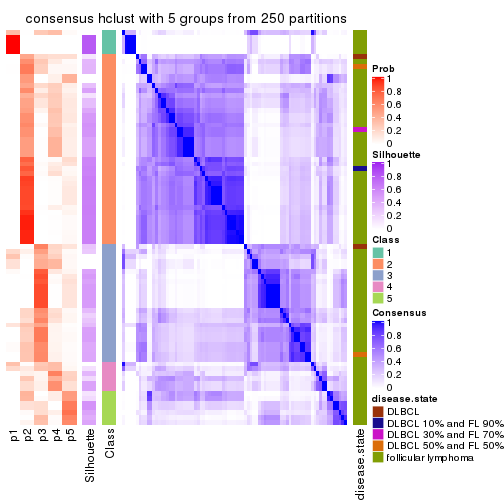 consensus hclust with 5 groups from 250 partitions
Prob
1
0.8
0.6
0.4
0.2
0
Silhouette
1
0.8
0.6
0.4
0.2
0
Class
1
2
3
4
5
Consensus
1
0.8
0.6
0.4
0.2
0
disease.state
DLBCL
DLBCL 10% and FL 90%
DLBCL 30% and FL 70%
DLBCL 50% and FL 50%
follicular lymphoma
p1
p2
p3
p4
p5
Silhouette
Class
disease.state